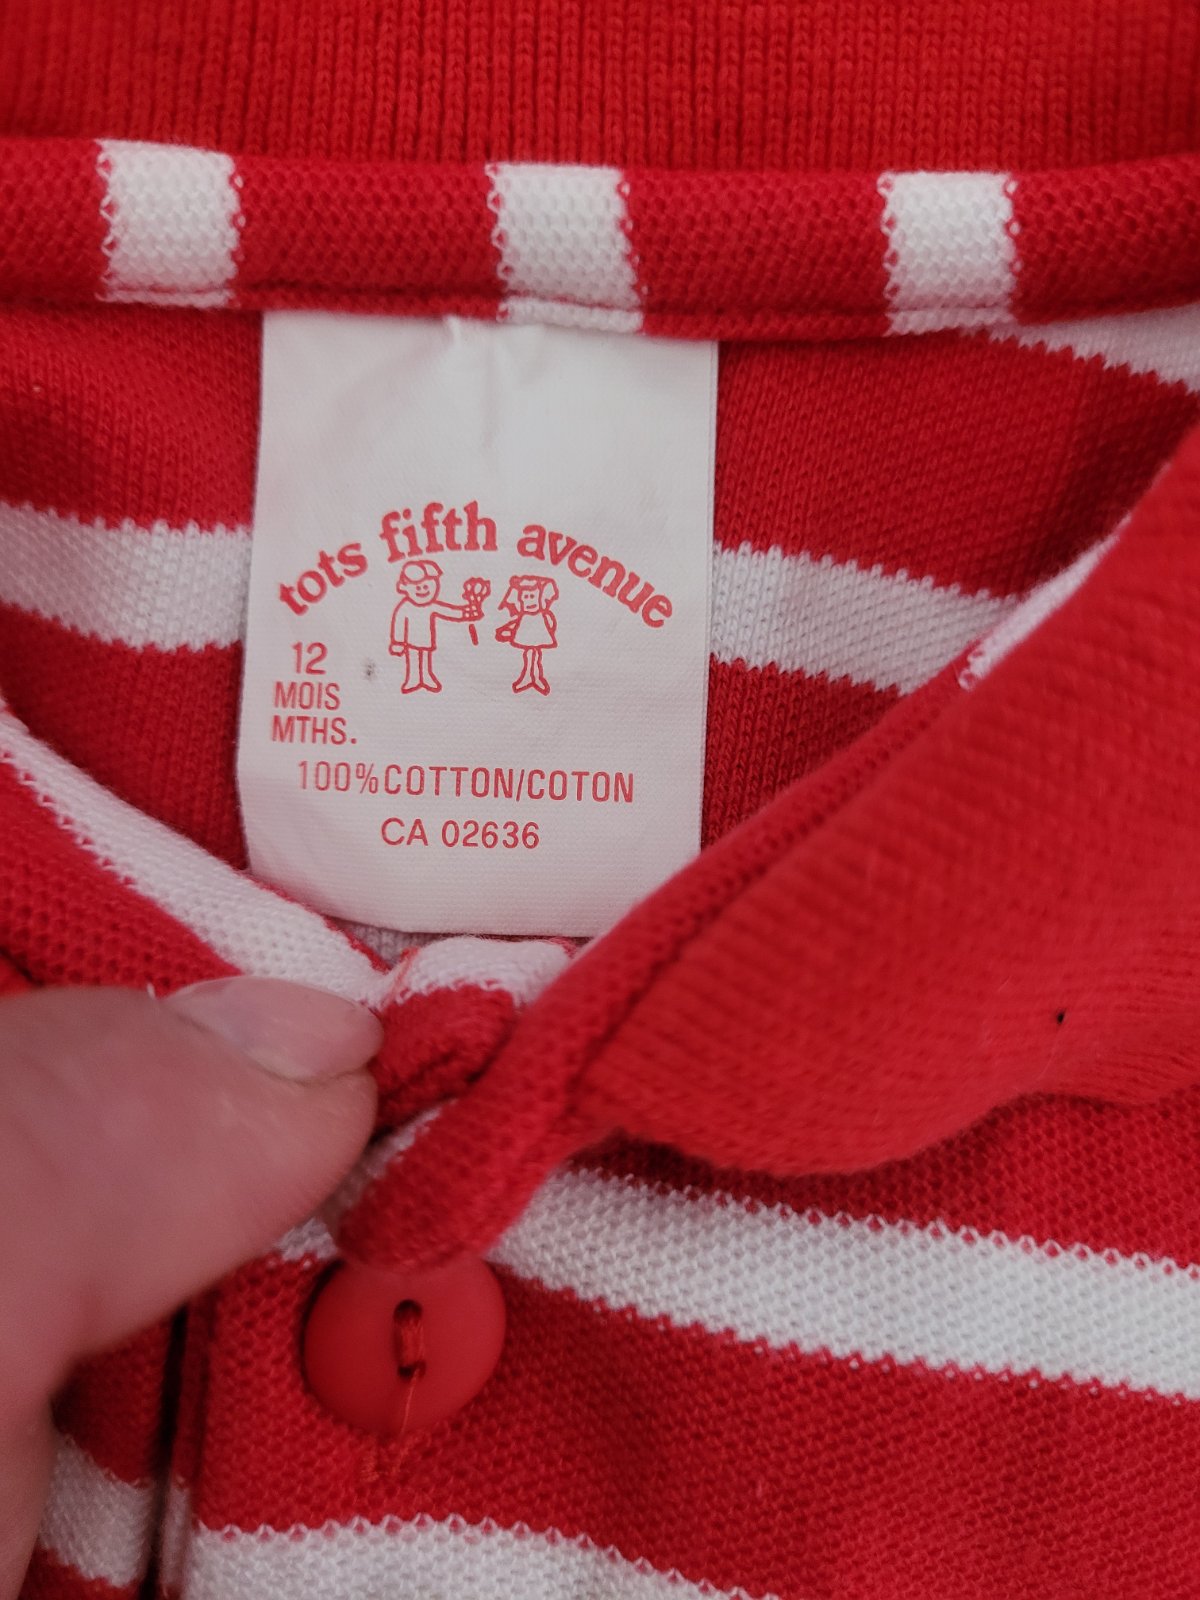 tots fifth avenue
12
MOIS
MTHS.
100% COTTON/COTON
CA 02636